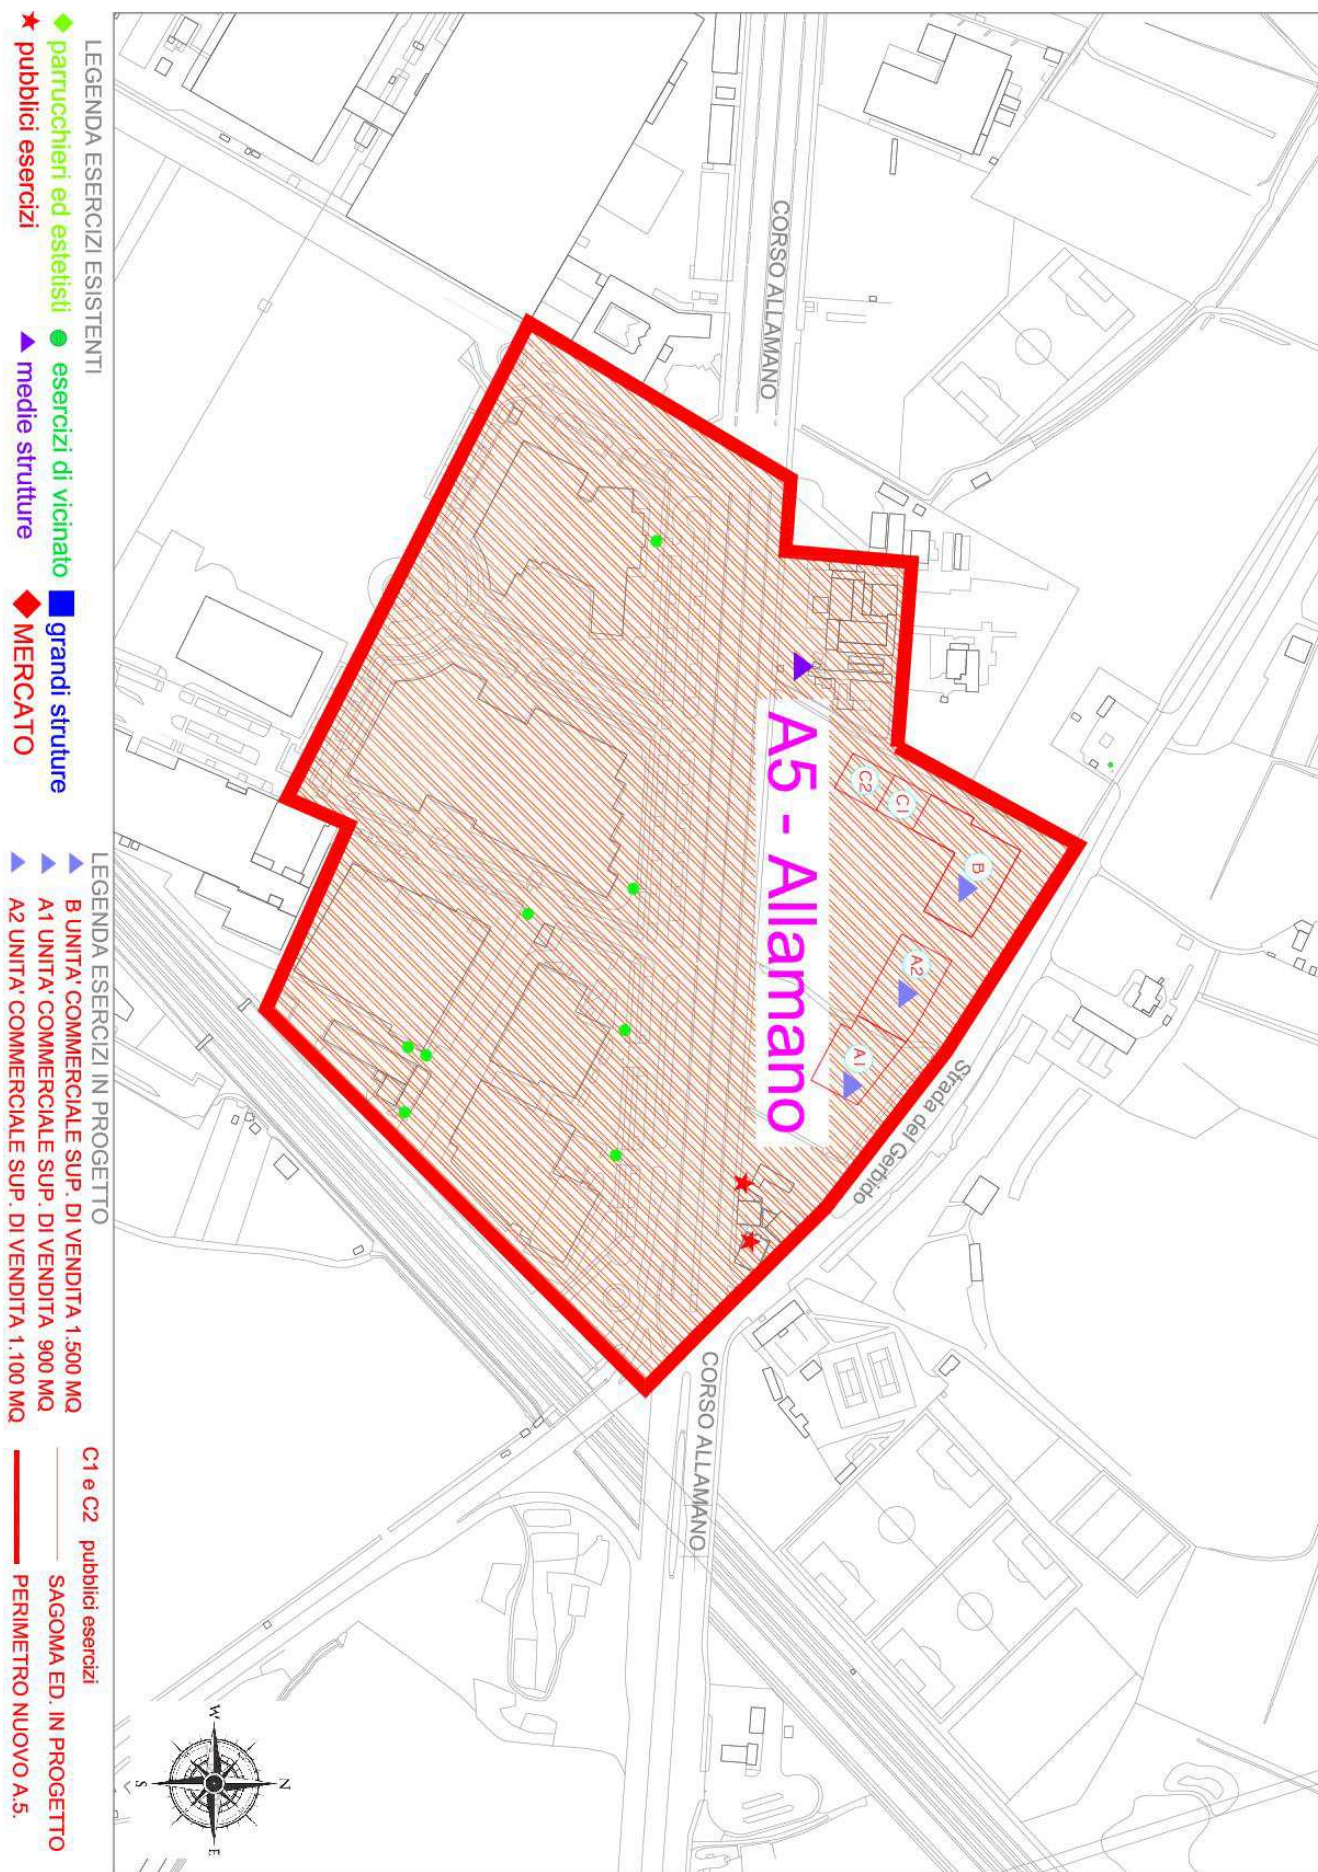 CORSO ALLAMANO
A5 - Allamano
C2
C1
B
A2
A1
Strada del Gerbido
CORSO ALLAMANO
N
W
E
S
LEGENDA ESERCIZI ESISTENTI
parrucchieri ed estetisti
esercizi di vicinato
grandi strutture
pubblici esercizi
medie strutture
MERCATO
LEGENDA ESERCIZI IN PROGETTO
B UNITA' COMMERCIALE SUP. DI VENDITA 1.500 MQ
A1 UNITA' COMMERCIALE SUP. DI VENDITA 900 MQ
A2 UNITA' COMMERCIALE SUP. DI VENDITA 1.100 MQ
C1 e C2 pubblici esercizi
SAGOMA ED. IN PROGETTO
PERIMETRO NUOVO A.5.